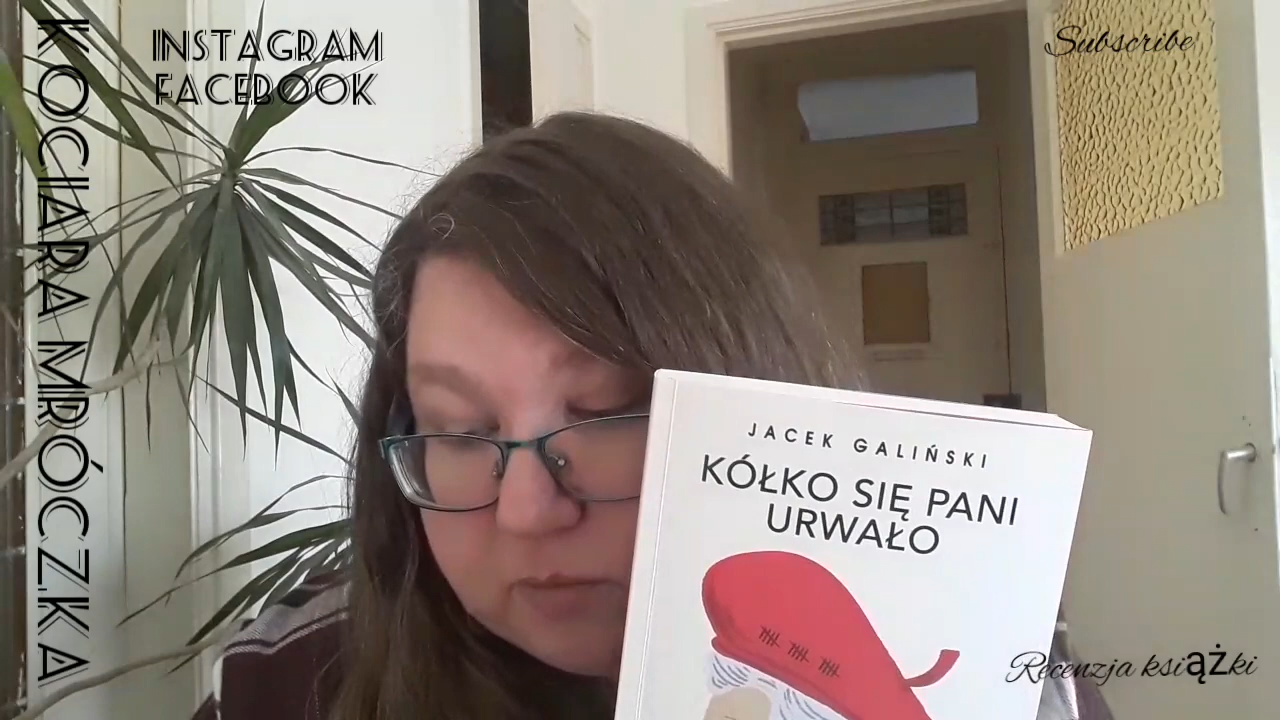 KOCIARA MRÓCZKA
INSTAGRAM
FACEBOOK
Subscribe
JACEK GALIŃSKI
KÓŁKO SIĘ PANI
URWAŁO
Recenzja książki